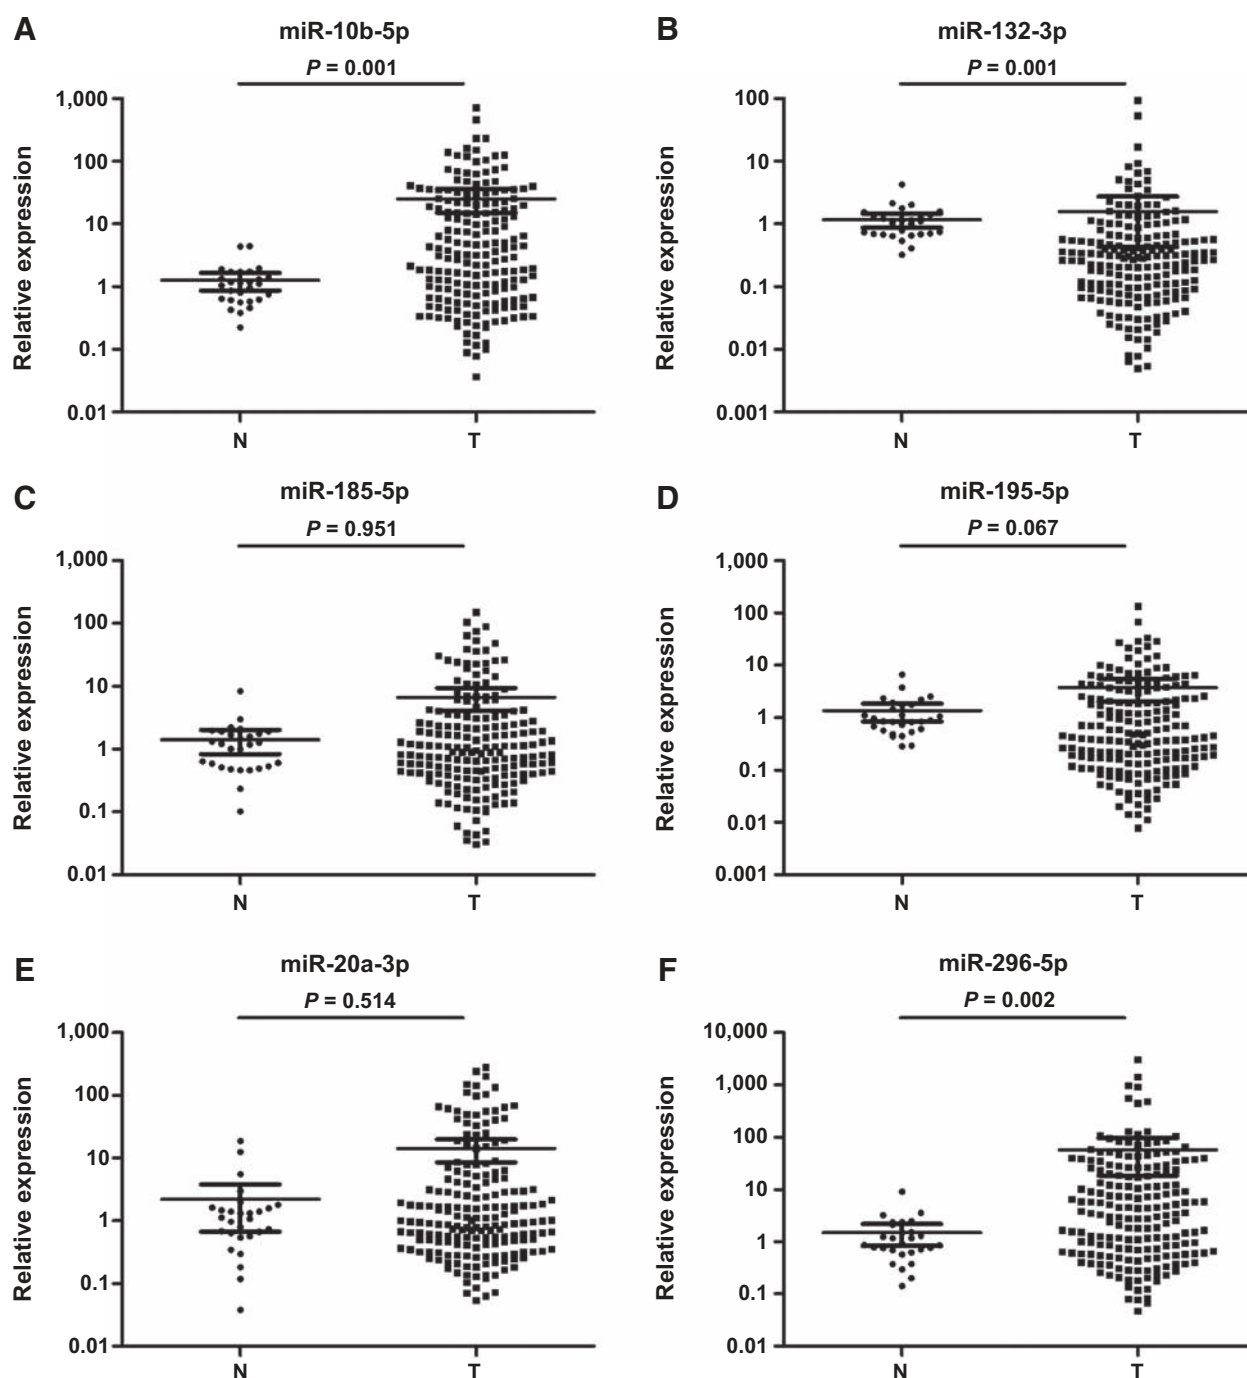 A
miR-10b-5p
P = 0.001
Relative expression
1,000
100
10
1
0.1
0.01
N
T
B
miR-132-3p
P = 0.001
Relative expression
100
10
1
0.1
0.01
0.001
N
T
C
miR-185-5p
P = 0.951
Relative expression
1,000
100
10
1
0.1
0.01
N
T
D
miR-195-5p
P = 0.067
Relative expression
1,000
100
10
1
0.1
0.01
0.001
N
T
E
miR-20a-3p
P = 0.514
Relative expression
1,000
100
10
1
0.1
0.01
N
T
F
miR-296-5p
P = 0.002
Relative expression
10,000
1,000
100
10
1
0.1
0.01
N
T